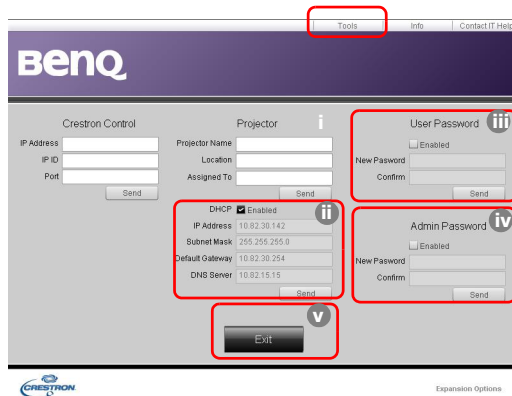 Tools Info Contact IT Help
BenQ
Crestron Control
IP Address
IP ID
Port
Send
Projector i
Projector Name
Location
Assigned To
Send
DHCP Enabled ii
IP Address 10.82.30.142
Subnet Mask 255.255.255.0
Default Gateway 10.82.30.254
DNS Server 10.82.15.15
Send
User Password iii
Enabled
New Pasword
Confirm
Send
Admin Password iv
Enabled
New Pasword
Confirm
Send
v
Exit
CRESTRON Expansion Options